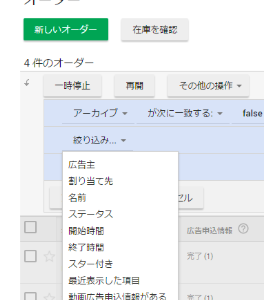 オーダー
新しいオーダー 在庫を確認
4 件のオーダー
一時停止 再開 その他の操作
アーカイブ が次に一致する: false
絞り込み...
広告主
割り当て先
名前
セル
ステータス
開始時間 広告申込情報
終了時間
スター付き 完了 (1)
最近表示した項目
動画広告申込情報がある 完了 (1)